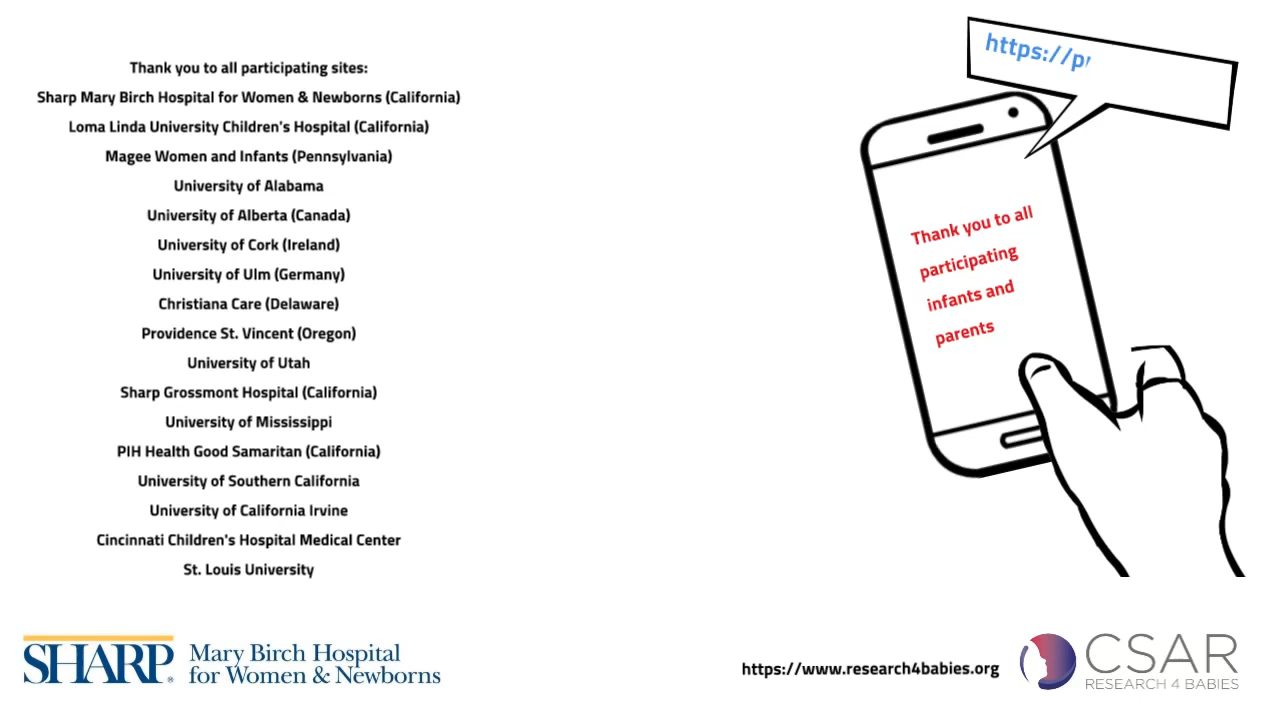 Thank you to all participating sites:
Sharp Mary Birch Hospital for Women & Newborns (California)
Loma Linda University Children's Hospital (California)
Magee Women and Infants (Pennsylvania)
University of Alabama
University of Alberta (Canada)
University of Cork (Ireland)
University of Ulm (Germany)
Christiana Care (Delaware)
Providence St. Vincent (Oregon)
University of Utah
Sharp Grossmont Hospital (California)
University of Mississippi
PIH Health Good Samaritan (California)
University of Southern California
University of California Irvine
Cincinnati Children's Hospital Medical Center
St. Louis University
https://p
Thank you to all
participating
infants and
parents
SHARP®
Mary Birch Hospital
for Women & Newborns
https://www.research4babies.org
CSAR
RESEARCH 4 BABIES